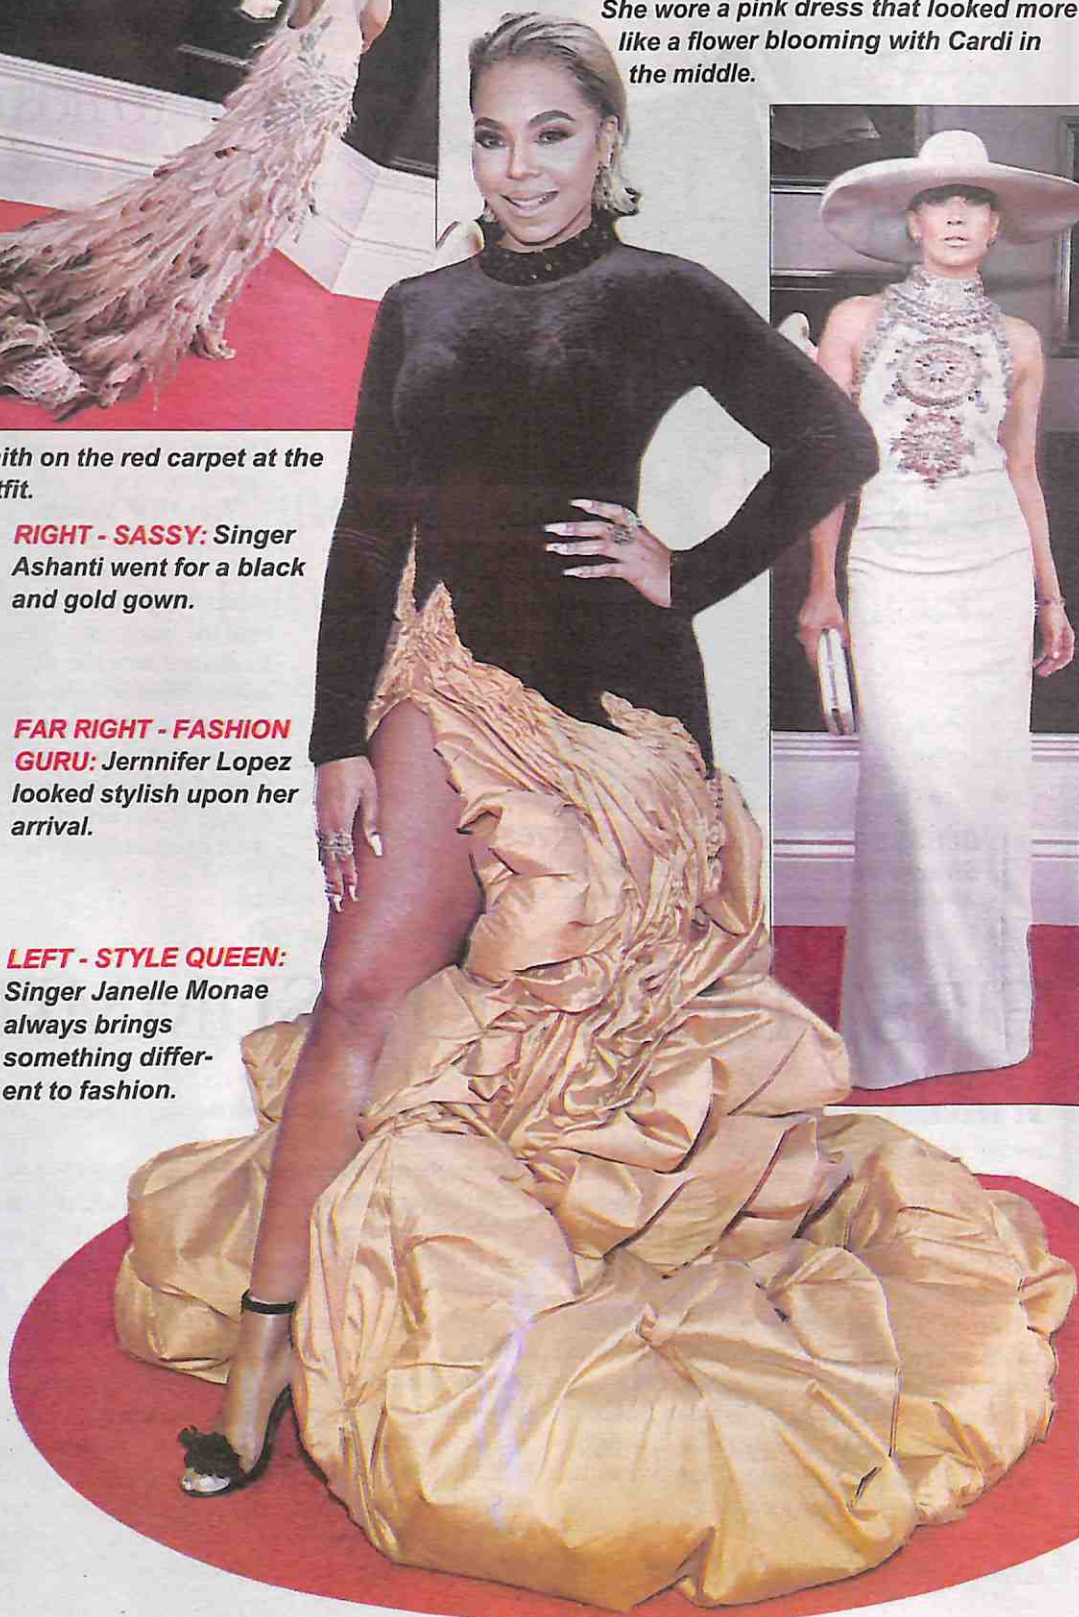 She wore a pink dress that looked more
like a flower blooming with Cardi in
the middle.
ith on the red carpet at the
tfit.
RIGHT - SASSY: Singer
Ashanti went for a black
and gold gown.
FAR RIGHT - FASHION
GURU: Jernnifer Lopez
looked stylish upon her
arrival.
LEFT - STYLE QUEEN:
Singer Janelle Monae
always brings
something differ-
ent to fashion.